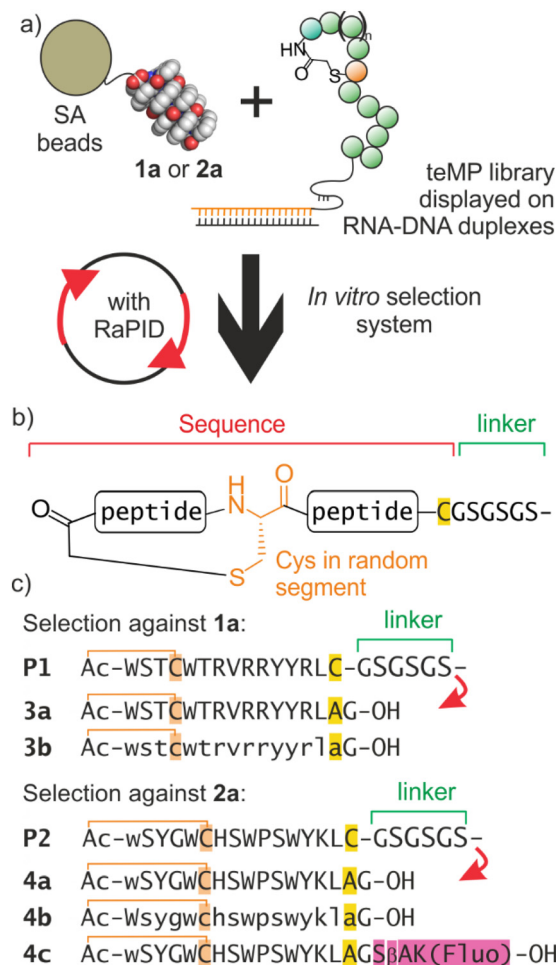 a)
SA
beads
1a or 2a
+
n
HN
O
S
teMP library
displayed on
RNA-DNA duplexes
with
RaPID
In vitro selection
system
b)
Sequence
linker
O
peptide
H
N
O
peptide
CGSGSGS-
S
Cys in random
segment
c)
Selection against 1a:
linker
P1 Ac-WSTCWTRVRRYYRLC-GSGSGS-
3a Ac-WSTCWTRVRRYYRLAG-OH
3b Ac-wstcwtrvrryyrlaG-OH
Selection against 2a:
linker
P2 Ac-wSYGWCHSWPSWYKLC-GSGSGS-
4a Ac-wSYGWCHSWPSWYKLAG-OH
4b Ac-WsygwchswpswyklaG-OH
4c Ac-wSYGWCHSWPSWYKLAGSβAK(Fluo)-OH